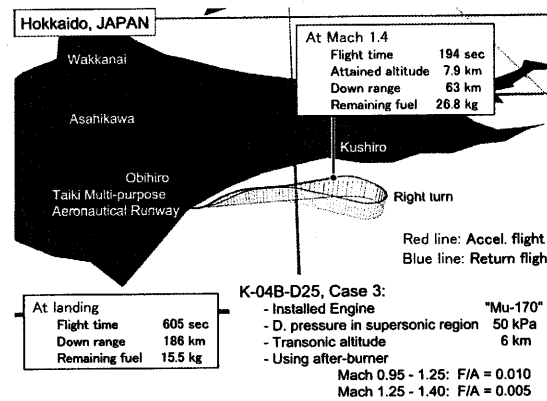 Hokkaido, JAPAN
Wakkanai
Asahikawa
Obihiro
Taiki Multi-purpose
Aeronautical Runway
Kushiro
At Mach 1.4
Flight time 194 sec
Attained altitude 7.9 km
Down range 63 km
Remaining fuel 26.8 kg
Right turn
Red line: Accel. flight
Blue line: Return fligh
At landing
Flight time 605 sec
Down range 186 km
Remaining fuel 15.5 kg
K-04B-D25, Case 3:
- Installed Engine "Mu-170"
- D. pressure in supersonic region 50 kPa
- Transonic altitude 6 km
- Using after-burner
Mach 0.95 - 1.25: F/A = 0.010
Mach 1.25 - 1.40: F/A = 0.005